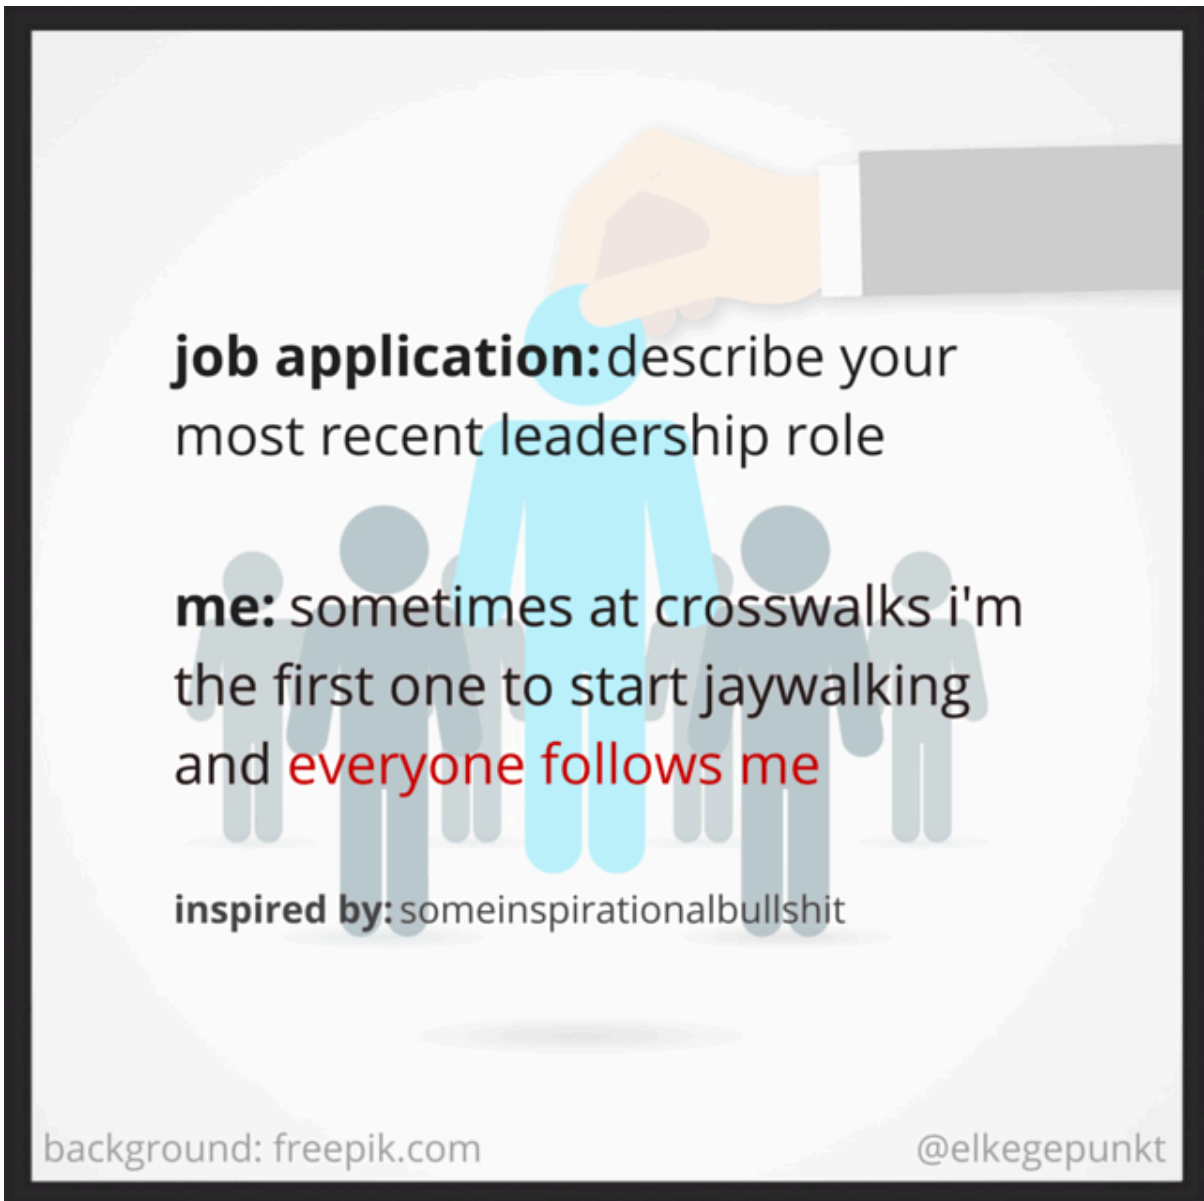 job application: describe your
most recent leadership role
me: sometimes at crosswalks i'm
the first one to start jaywalking
and everyone follows me
inspired by: someinspirationalbullshit
background: freepik.com
@elkegepunkt